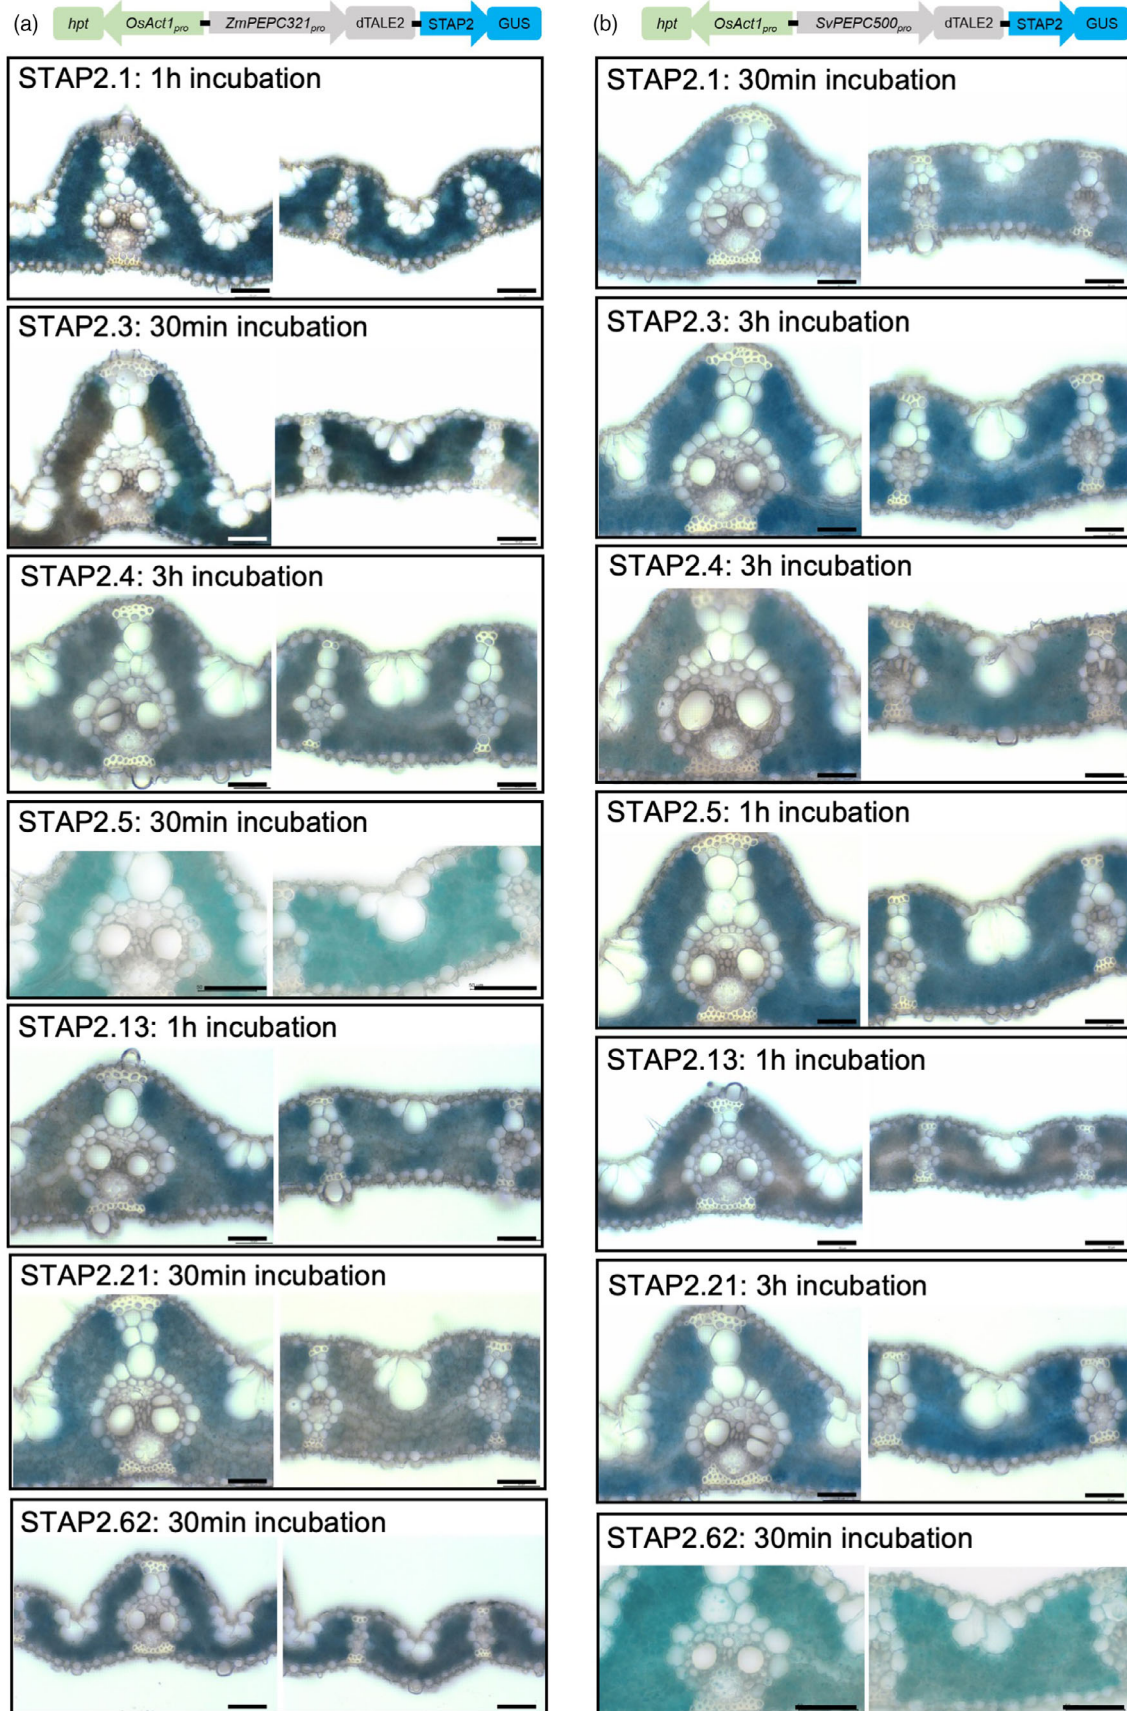 (a) hpt OsAct1pro ZmPEPC321pro dTALE2 STAP2 GUS
STAP2.1: 1h incubation
STAP2.3: 30min incubation
STAP2.4: 3h incubation
STAP2.5: 30min incubation
STAP2.13: 1h incubation
STAP2.21: 30min incubation
STAP2.62: 30min incubation
(b) hpt OsAct1pro SvPEPC500pro dTALE2 STAP2 GUS
STAP2.1: 30min incubation
STAP2.3: 3h incubation
STAP2.4: 3h incubation
STAP2.5: 1h incubation
STAP2.13: 1h incubation
STAP2.21: 3h incubation
STAP2.62: 30min incubation